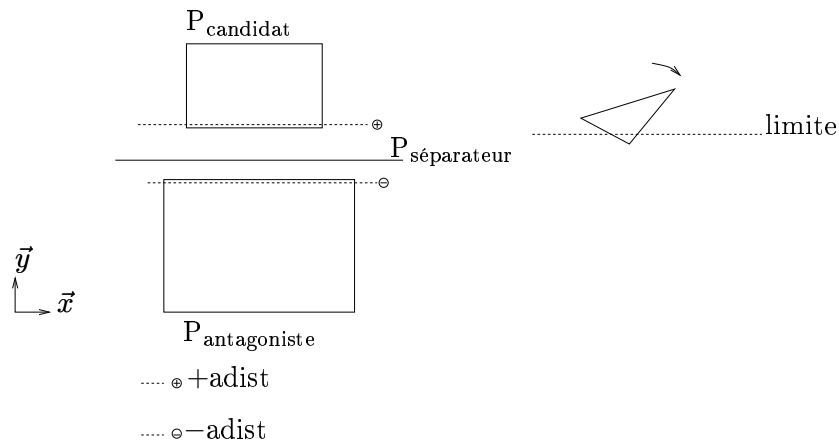 P_candidat
⊕
limite
P_séparateur
⊖
y⃗
x⃗
P_antagoniste
⊕ +adist
⊖ −adist